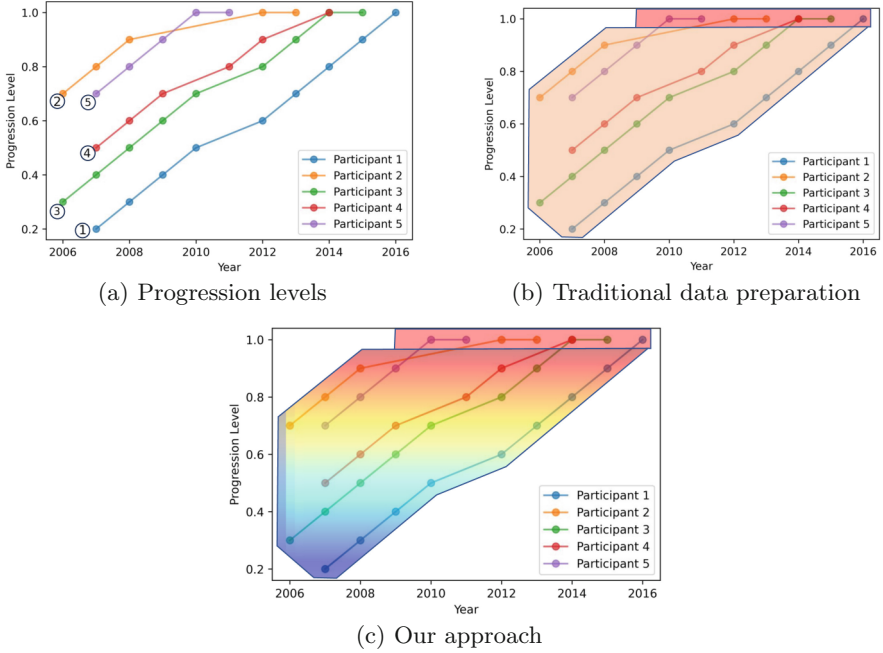 1.0
0.8
0.6
0.4
0.2
Progression Level
2
5
4
3
1
Participant 1
Participant 2
Participant 3
Participant 4
Participant 5
2006 2008 2010 2012 2014 2016
Year
(a) Progression levels
1.0
0.8
0.6
0.4
0.2
Progression Level
Participant 1
Participant 2
Participant 3
Participant 4
Participant 5
2006 2008 2010 2012 2014 2016
Year
(b) Traditional data preparation
1.0
0.8
0.6
0.4
0.2
Progression Level
Participant 1
Participant 2
Participant 3
Participant 4
Participant 5
2006 2008 2010 2012 2014 2016
Year
(c) Our approach